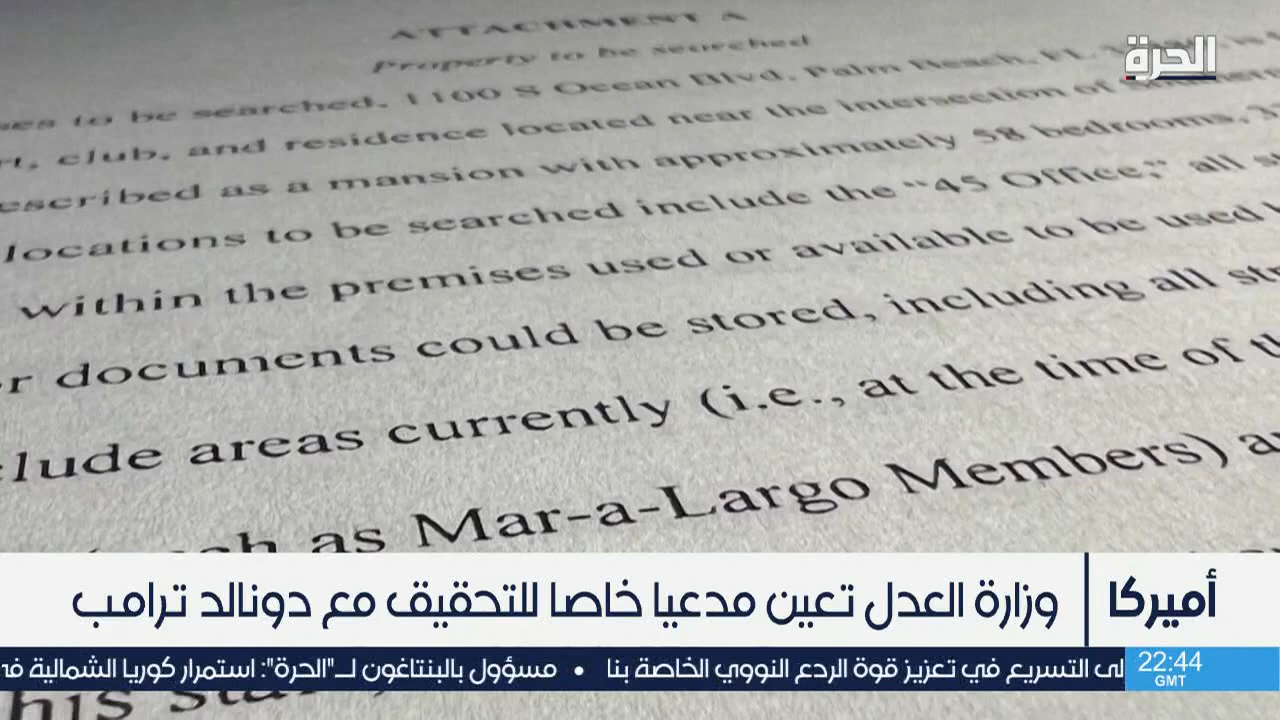 الحرة
ATTACHMENT A
Property to be searched
to be searched, 1100 S Ocean Blvd, Palm Beach, FL
club, and residence located near the intersection of
as a mansion with approximately 58 bedrooms,
locations to be searched include the "45 Office," all
within the premises used or available to be used
documents could be stored, including all
areas currently (i.e., at the time of
as Mar-a-Largo Members)
أميركا
وزارة العدل تعين مدعيا خاصا للتحقيق مع دونالد ترامب
التسريع في تعزيز قوة الردع النووي الخاصة بنا • مسؤول بالبنتاغون لـ"الحرة": استمرار كوريا الشمالية
22:44
GMT
his